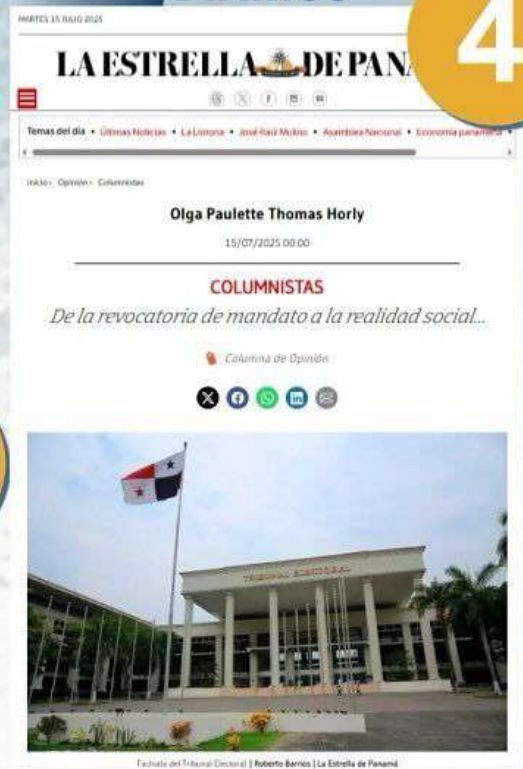 DIARIOS
MARTES 15 JULIO 2025
4
LA ESTRELLA DE PANA
Temas del día • Últimas Noticias • La Llorona • José Raúl Mulino • Asamblea Nacional • Economía panameña •
Inicio > Opinión > Columnistas
Olga Paulette Thomas Horly
15/07/2025 00:00
COLUMNISTAS
De la revocatoria de mandato a la realidad social...
Columna de Opinión
TRIBUNAL ELECTORAL
Fachada del Tribunal Electoral | Roberto Barrios | La Estrella de Panamá